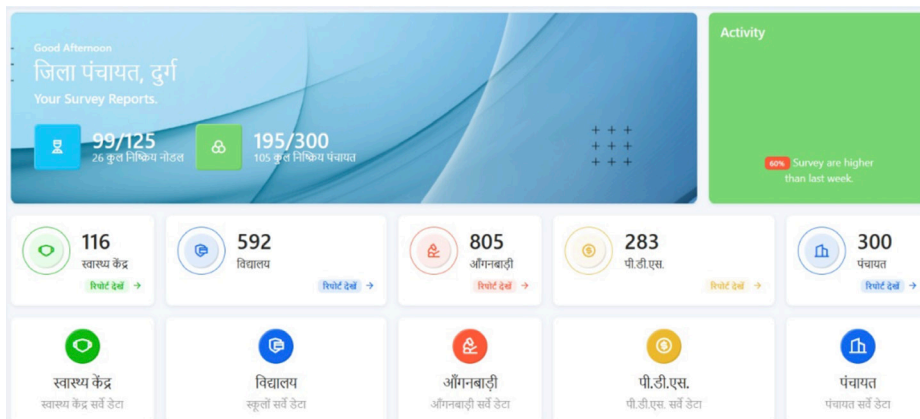 Good Afternoon
जिला पंचायत, दुर्ग
Your Survey Reports.
99/125
26 कुल निष्क्रिय नोडल
195/300
105 कुल निष्क्रिय पंचायत
Activity
60% Survey are higher
than last week.
116
स्वास्थ्य केंद्र
रिपोर्ट देखें →
592
विद्यालय
रिपोर्ट देखें →
805
आँगनबाड़ी
रिपोर्ट देखें →
283
पी.डी.एस.
रिपोर्ट देखें →
300
पंचायत
रिपोर्ट देखें →
स्वास्थ्य केंद्र
स्वास्थ्य केंद्र सर्वे डेटा
विद्यालय
स्कूलों सर्वे डेटा
आँगनबाड़ी
आँगनबाड़ी सर्वे डेटा
पी.डी.एस.
पी.डी.एस. सर्वे डेटा
पंचायत
पंचायत सर्वे डेटा